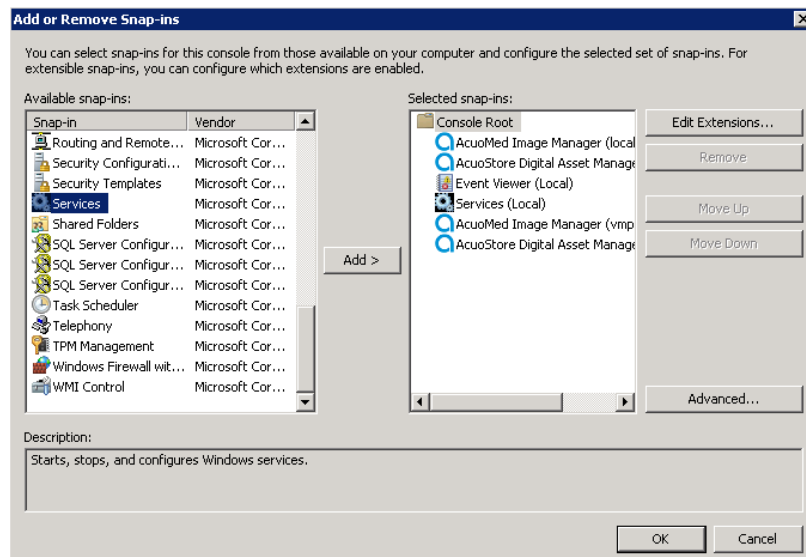 Add or Remove Snap-ins
You can select snap-ins for this console from those available on your computer and configure the selected set of snap-ins. For
extensible snap-ins, you can configure which extensions are enabled.
Available snap-ins:
Snap-in Vendor
Routing and Remote... Microsoft Cor...
Security Configurati... Microsoft Cor...
Security Templates Microsoft Cor...
Services Microsoft Cor...
Shared Folders Microsoft Cor...
SQL Server Configur... Microsoft Cor...
SQL Server Configur... Microsoft Cor...
SQL Server Configur... Microsoft Cor...
Task Scheduler Microsoft Cor...
Telephony Microsoft Cor...
TPM Management Microsoft Cor...
Windows Firewall wit... Microsoft Cor...
WMI Control Microsoft Cor...
Add >
Selected snap-ins:
Console Root
AcuoMed Image Manager (local
AcuoStore Digital Asset Manage
Event Viewer (Local)
Services (Local)
AcuoMed Image Manager (vmp
AcuoStore Digital Asset Manage
Edit Extensions...
Remove
Move Up
Move Down
Advanced...
Description:
Starts, stops, and configures Windows services.
OK Cancel